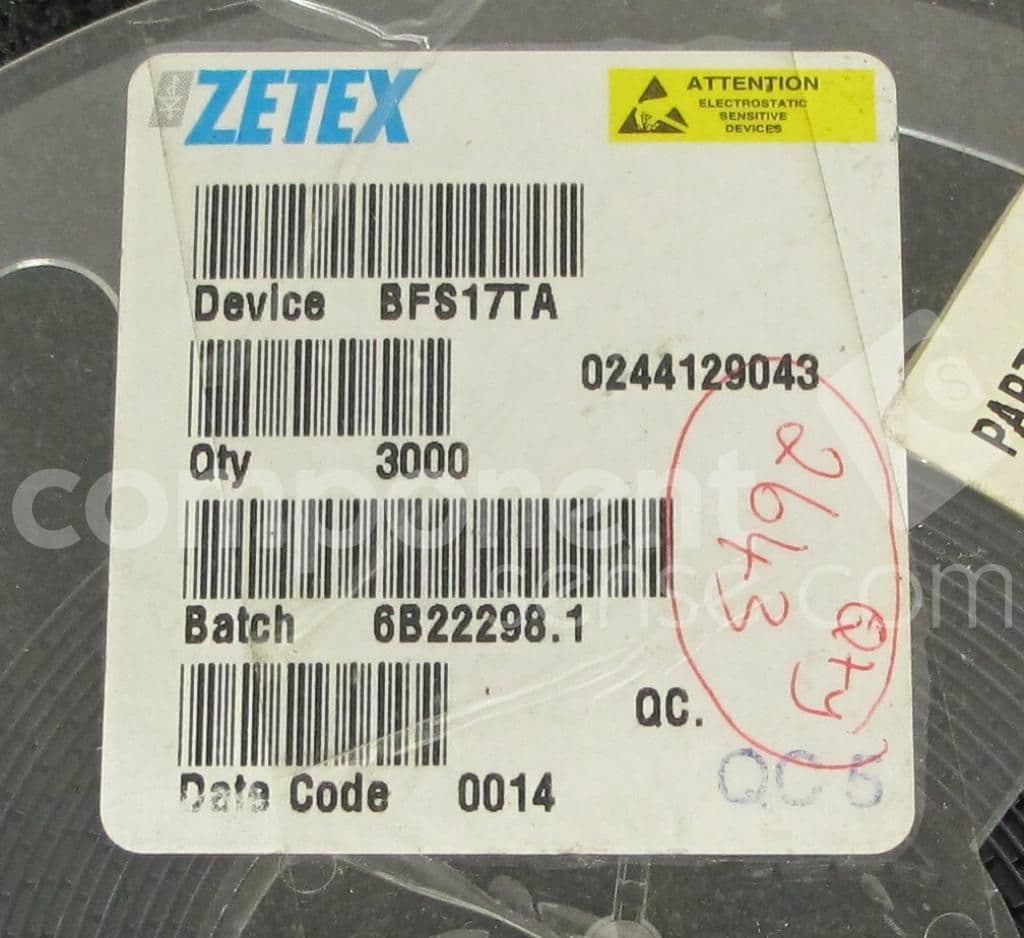 ZETEX
ATTENTION
ELECTROSTATIC
SENSITIVE
DEVICES
Device BFS17TA
0244129043
Qty 3000
2643
Qty
Batch 6B22298.1
QC.
QC 5
Date Code 0014
PART
component
sense.com